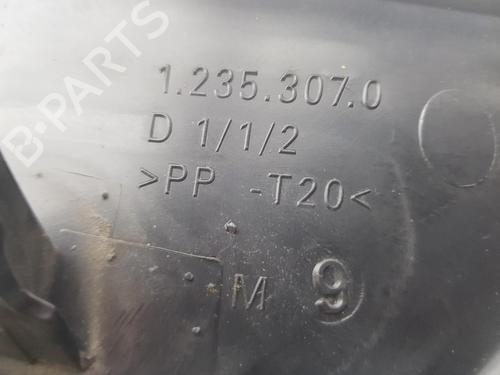 B-PARTS
1.235.307.0
D 1/1/2
>PP -T20<
M 9